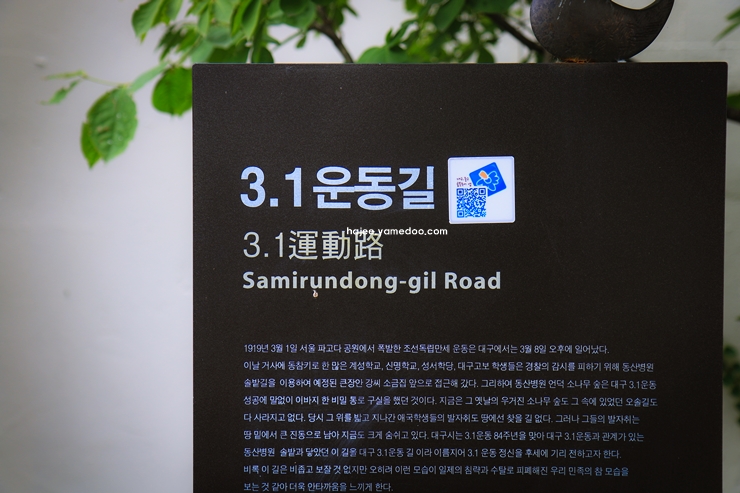 3.1운동길
hajee.yamedoo.com
3.1運動路
Samirundong-gil Road
1919년 3월 1일 서울 파고다 공원에서 폭발한 조선독립만세 운동은 대구에서는 3월 8일 오후에 일어났다.
이날 거사에 동참키로 한 많은 계성학교, 신명학교, 성서학당, 대구고보 학생들은 경찰의 감시를 피하기 위해 동산병원
솔밭길을 이용하여 예정된 큰장안 강씨 소금집 앞으로 접근해 갔다. 그리하여 동산병원 언덕 소나무 숲은 대구 3.1운동
성공에 말없이 이바지 한 비밀 통로 구실을 했던 것이다. 지금은 그 옛날의 우거진 소나무 숲도 그 속에 있었던 오솔길도
다 사라지고 없다. 당시 그 위를 밟고 지나간 애국학생들의 발자취도 땅에선 찾을 길 없다. 그러나 그들의 발자취는
땅 밑에서 큰 진동으로 남아 지금도 크게 숨쉬고 있다. 대구시는 3.1운동 84주년을 맞아 대구 3.1운동과 관계가 있는
동산병원 솔밭과 닿았던 이 길을 대구 3.1운동 길 이라 이름지어 3.1 운동 정신을 후세에 기리 전하고자 한다.
비록 이 길은 비좁고 보잘 것 없지만 오히려 이런 모습이 일제의 침략과 수탈로 피폐해진 우리 민족의 참 모습을
보는 것 같아 더욱 안타까움을 느끼게 한다.